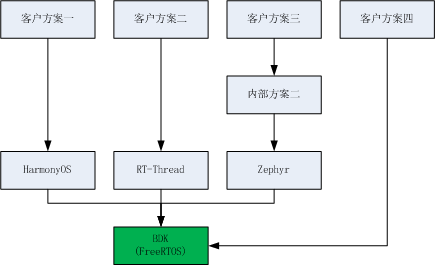 客户方案一
客户方案二
客户方案三
客户方案四
内部方案二
HarmonyOS
RT-Thread
Zephyr
BDK
(FreeRTOS)